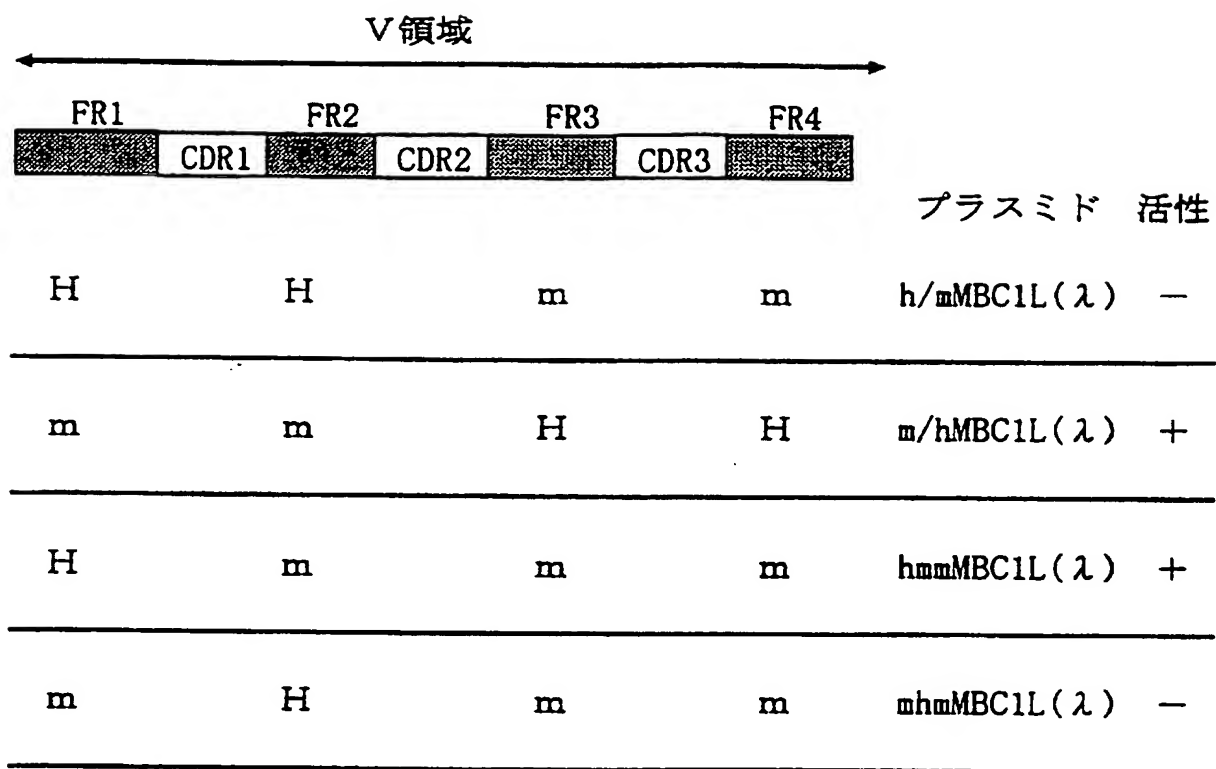 V領域
FR1 FR2 FR3 FR4
CDR1 CDR2 CDR3
プラスミド 活性
H H m m h/mMBC1L(λ) −
m m H H m/hMBC1L(λ) +
H m m m hmmMBC1L(λ) +
m H m m mhmMBC1L(λ) −